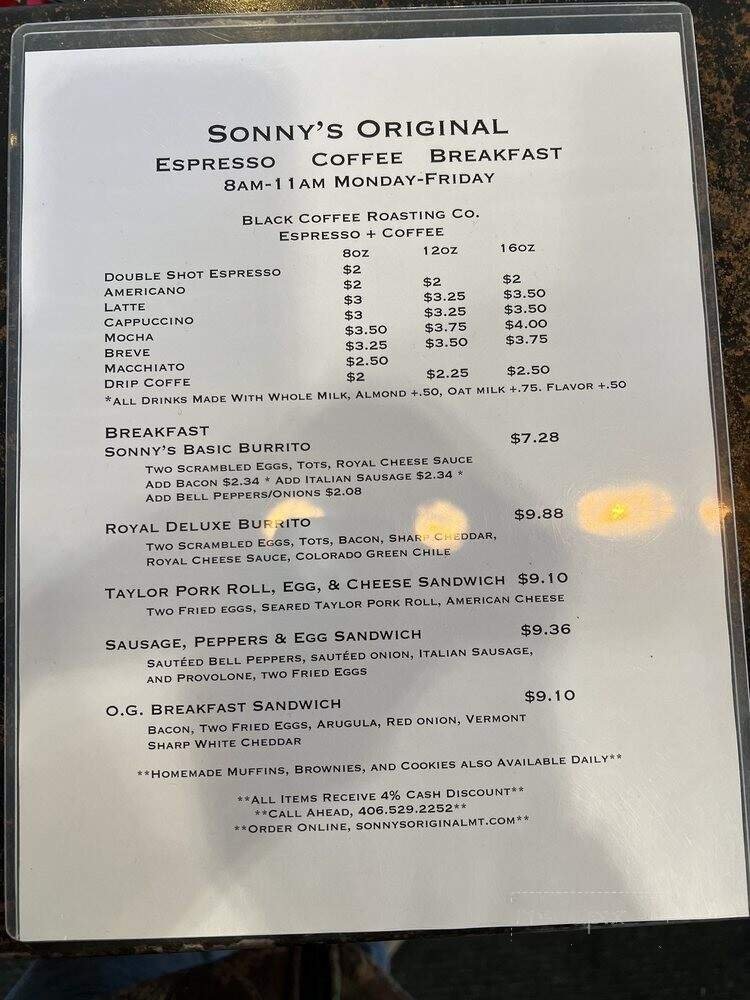 Sonny's Original
Espresso Coffee Breakfast
8am-11am Monday-Friday
Black Coffee Roasting Co.
Espresso + Coffee
8oz 12oz 16oz
Double Shot Espresso $2
Americano $2 $2 $2
Latte $3 $3.25 $3.50
Cappuccino $3 $3.25 $3.50
Mocha $3.50 $3.75 $4.00
Breve $3.25 $3.50 $3.75
Macchiato $2.50
Drip Coffe $2 $2.25 $2.50
*All Drinks Made With Whole Milk, Almond +.50, Oat milk +.75. Flavor +.50
Breakfast
Sonny's Basic Burrito $7.28
Two Scrambled Eggs, Tots, Royal Cheese Sauce
Add Bacon $2.34 * Add Italian Sausage $2.34 *
Add Bell Peppers/Onions $2.08
Royal Deluxe Burrito $9.88
Two Scrambled Eggs, Tots, Bacon, Sharp Cheddar,
Royal Cheese Sauce, Colorado Green Chile
Taylor Pork Roll, Egg, & Cheese Sandwich $9.10
Two Fried eggs, Seared Taylor Pork Roll, American Cheese
Sausage, Peppers & Egg Sandwich $9.36
Sautéed Bell Peppers, sautéed onion, Italian Sausage,
and Provolone, two Fried Eggs
O.G. Breakfast Sandwich $9.10
Bacon, Two Fried Eggs, Arugula, Red onion, Vermont
Sharp White Cheddar
**Homemade Muffins, Brownies, and Cookies also Available Daily**
**All Items Receive 4% Cash Discount**
**Call Ahead, 406.529.2252**
**Order Online, sonnysoriginalmt.com**